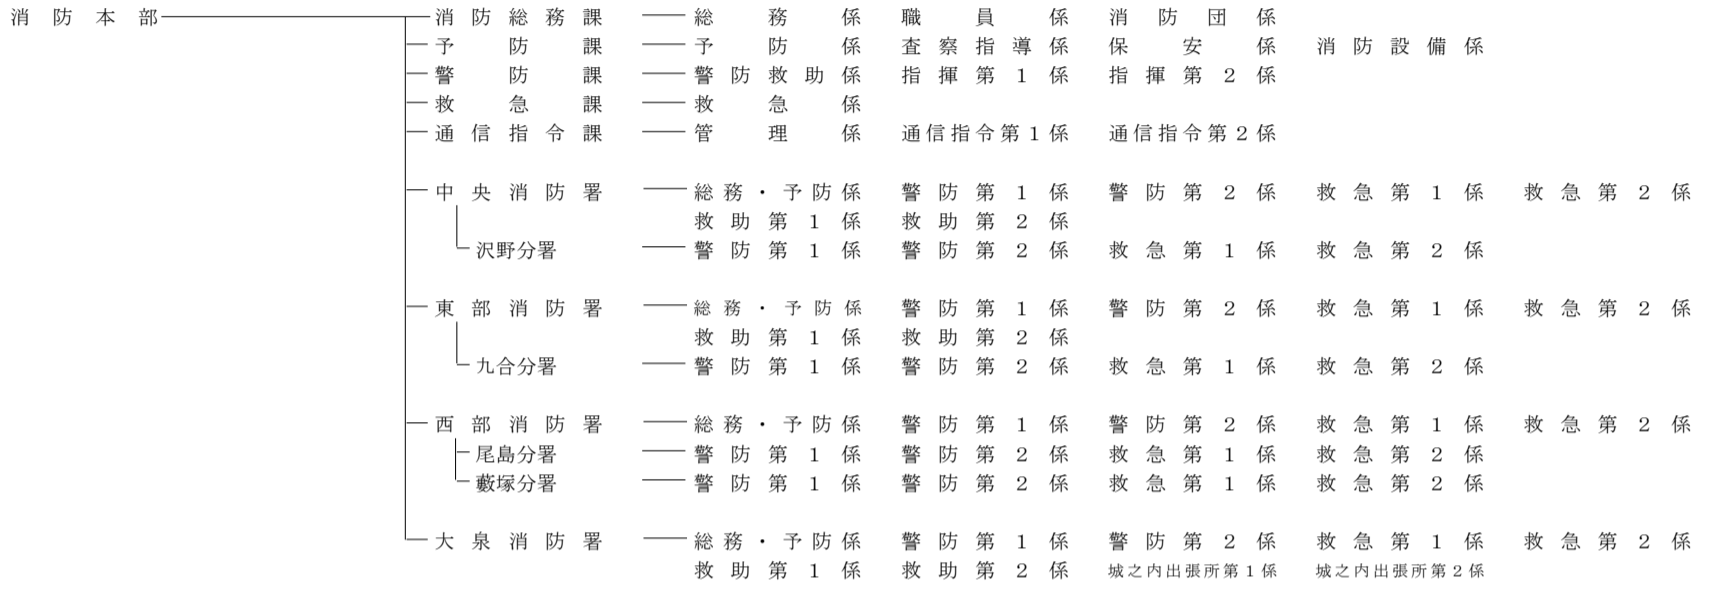 消防本部 消防総務課 総務係 職員係 消防団係
予防課 予防係 査察指導係 保安係 消防設備係
警防課 警防救助係 指揮第１係 指揮第２係
救急課 救急係
通信指令課 管理係 通信指令第１係 通信指令第２係
中央消防署 総務・予防係 警防第１係 警防第２係 救急第１係 救急第２係
救助第１係 救助第２係
沢野分署 警防第１係 警防第２係 救急第１係 救急第２係
東部消防署 総務・予防係 警防第１係 警防第２係 救急第１係 救急第２係
救助第１係 救助第２係
九合分署 警防第１係 警防第２係 救急第１係 救急第２係
西部消防署 総務・予防係 警防第１係 警防第２係 救急第１係 救急第２係
尾島分署 警防第１係 警防第２係 救急第１係 救急第２係
藪塚分署 警防第１係 警防第２係 救急第１係 救急第２係
大泉消防署 総務・予防係 警防第１係 警防第２係 救急第１係 救急第２係
救助第１係 救助第２係 城之内出張所第１係 城之内出張所第２係